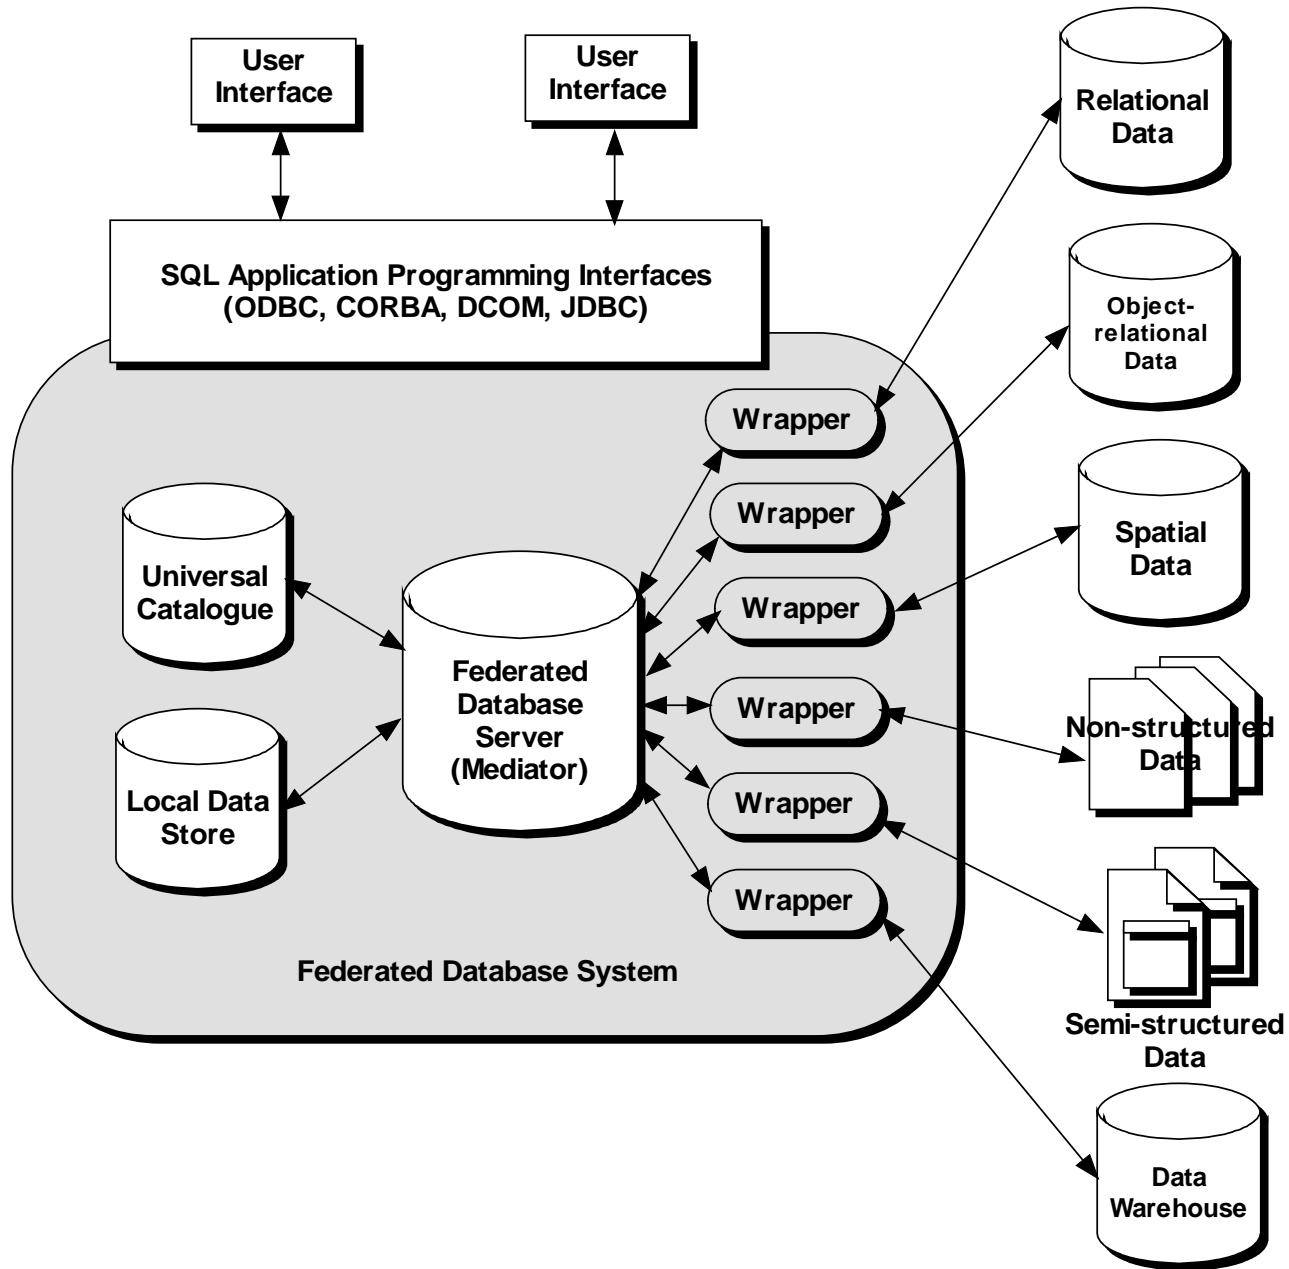 User
Interface
User
Interface
SQL Application Programming Interfaces
(ODBC, CORBA, DCOM, JDBC)
Relational
Data
Object-
relational
Data
Spatial
Data
Non-structured
Data
Semi-structured
Data
Data
Warehouse
Wrapper
Wrapper
Wrapper
Wrapper
Wrapper
Wrapper
Universal
Catalogue
Local Data
Store
Federated
Database
Server
(Mediator)
Federated Database System